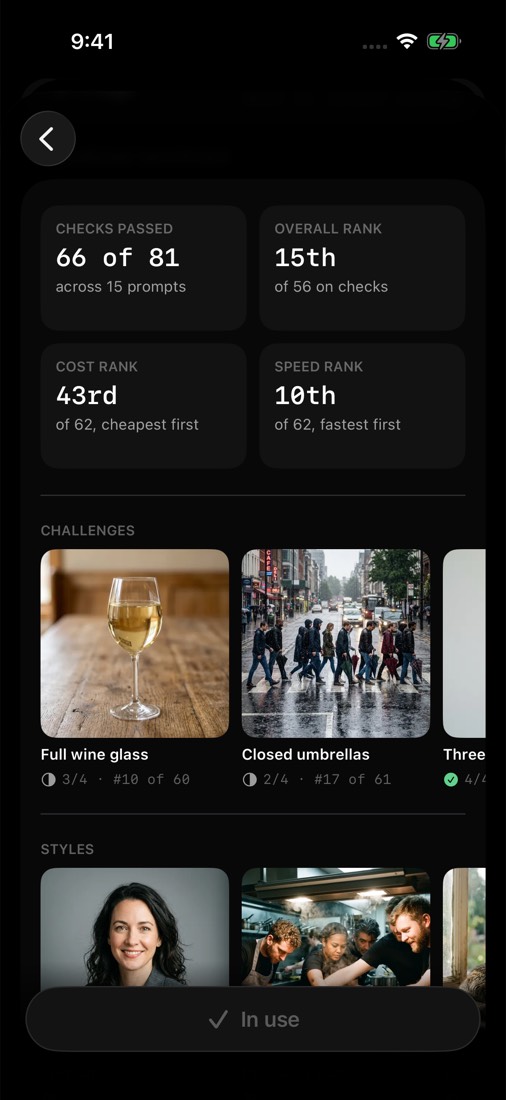 9:41
CHECKS PASSED
66 of 81
across 15 prompts
OVERALL RANK
15th
of 56 on checks
COST RANK
43rd
of 62, cheapest first
SPEED RANK
10th
of 62, fastest first
CHALLENGES
CAFE
Full wine glass
3/4 · #10 of 60
Closed umbrellas
2/4 · #17 of 61
Three
4/4
STYLES
In use